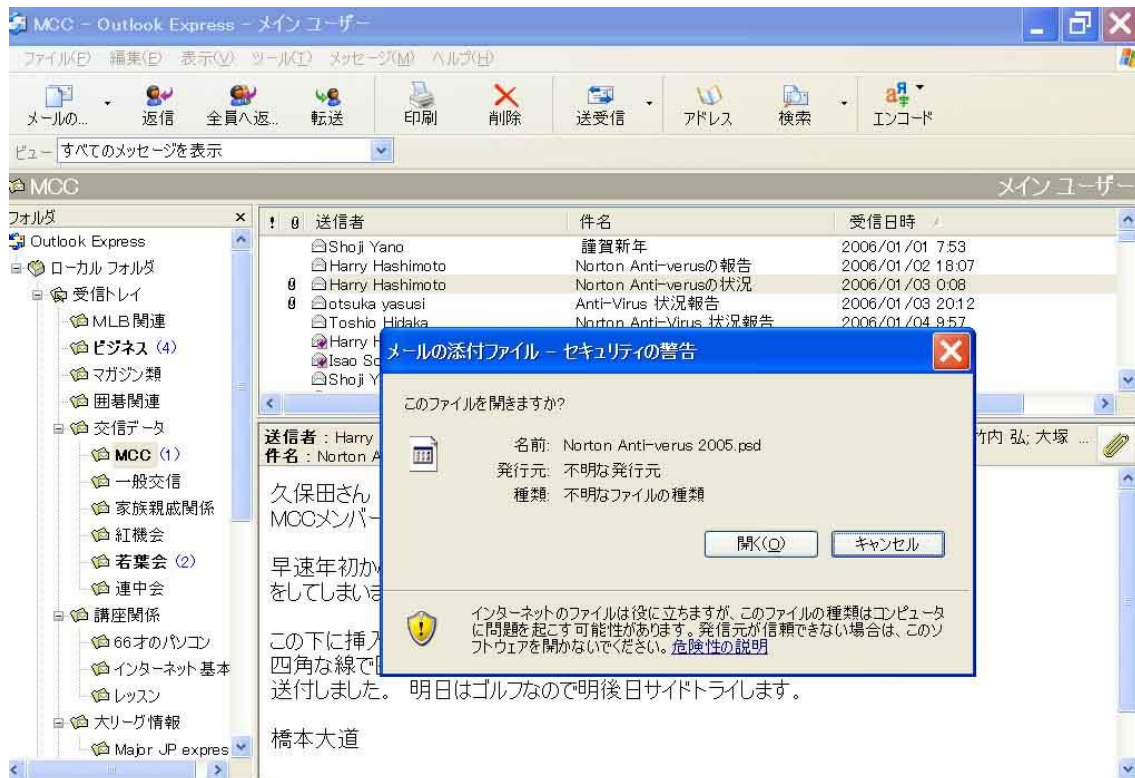 MCC - Outlook Express - メイン ユーザー
ファイル(F) 編集(E) 表示(V) ツール(T) メッセージ(M) ヘルプ(H)
メールの... 返信 全員へ返... 転送 印刷 削除 送受信 アドレス 検索 エンコード
ビュー すべてのメッセージを表示
MCC メイン ユーザー
フォルダ ×
Outlook Express
ローカル フォルダ
受信トレイ
MLB関連
ビジネス (4)
マガジン類
囲碁関連
交信データ
MCC (1)
一般交信
家族親戚関係
紅機会
若葉会 (2)
連中会
講座関係
66才のパソコン
インターネット基本
レッスン
大リーグ情報
Major JP expres
! 送信者 件名 受信日時
Shoji Yano 謹賀新年 2006/01/01 7:53
Harry Hashimoto Norton Anti-verusの報告 2006/01/02 18:07
Harry Hashimoto Norton Anti-verusの状況 2006/01/03 0:08
otsuka yasusi Anti-Virus 状況報告 2006/01/03 20:12
Toshio Hidaka Norton Anti-Virus 状況報告 2006/01/04 9:57
Harry H
Isao So
Shoji Y
送信者 : Harry 竹内 弘; 大塚 ...
件名 : Norton A
久保田さん
MCCメンバー
早速年初か
をしてしまいま
この下に挿入
四角な線で
送付しました。 明日はゴルフなので明後日サイドトライします。
橋本大道
メールの添付ファイル - セキュリティの警告
このファイルを開きますか?
名前: Norton Anti-verus 2005.psd
発行元: 不明な発行元
種類: 不明なファイルの種類
開く(O) キャンセル
インターネットのファイルは役に立ちますが、このファイルの種類はコンピュータ
に問題を起こす可能性があります。発信元が信頼できない場合は、このソ
フトウェアを開かないでください。危険性の説明